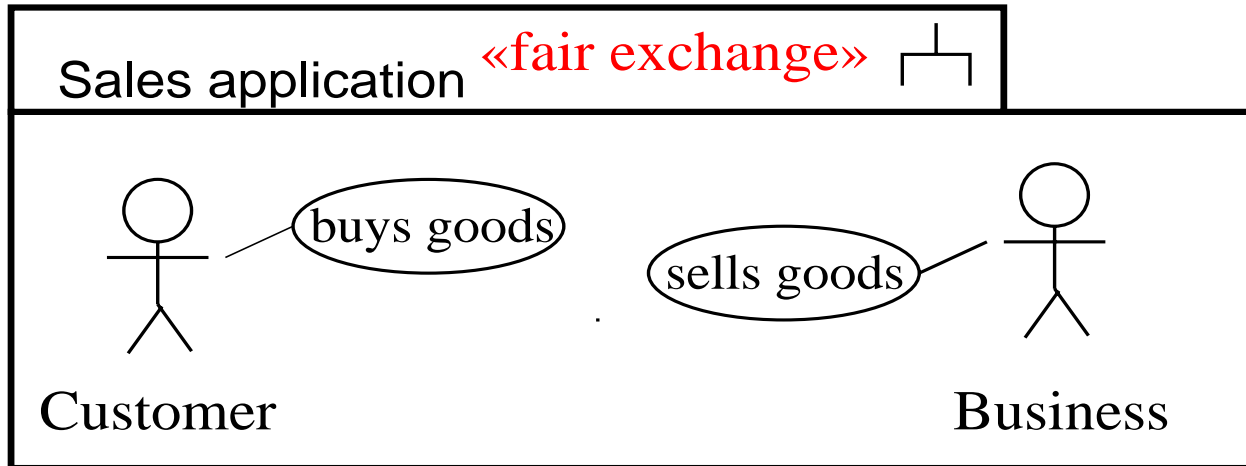 Sales application «fair exchange»
buys goods
sells goods
Customer
Business